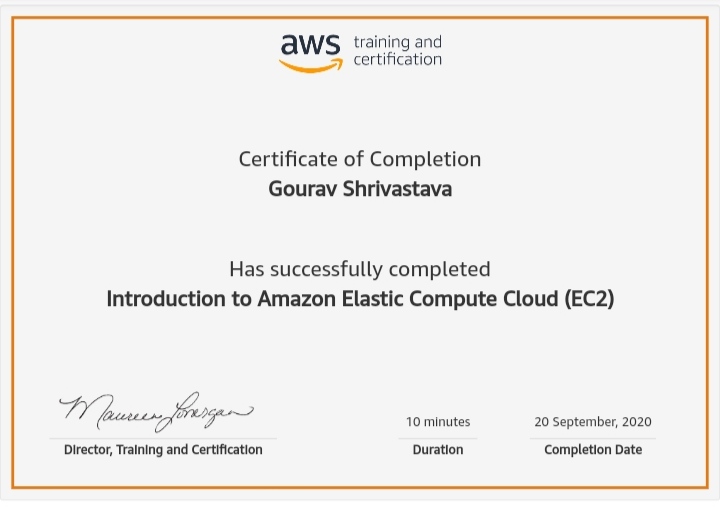 aws training and
certification
Certificate of Completion
Gourav Shrivastava
Has successfully completed
Introduction to Amazon Elastic Compute Cloud (EC2)
Maureen Lonergan
Director, Training and Certification
10 minutes
Duration
20 September, 2020
Completion Date